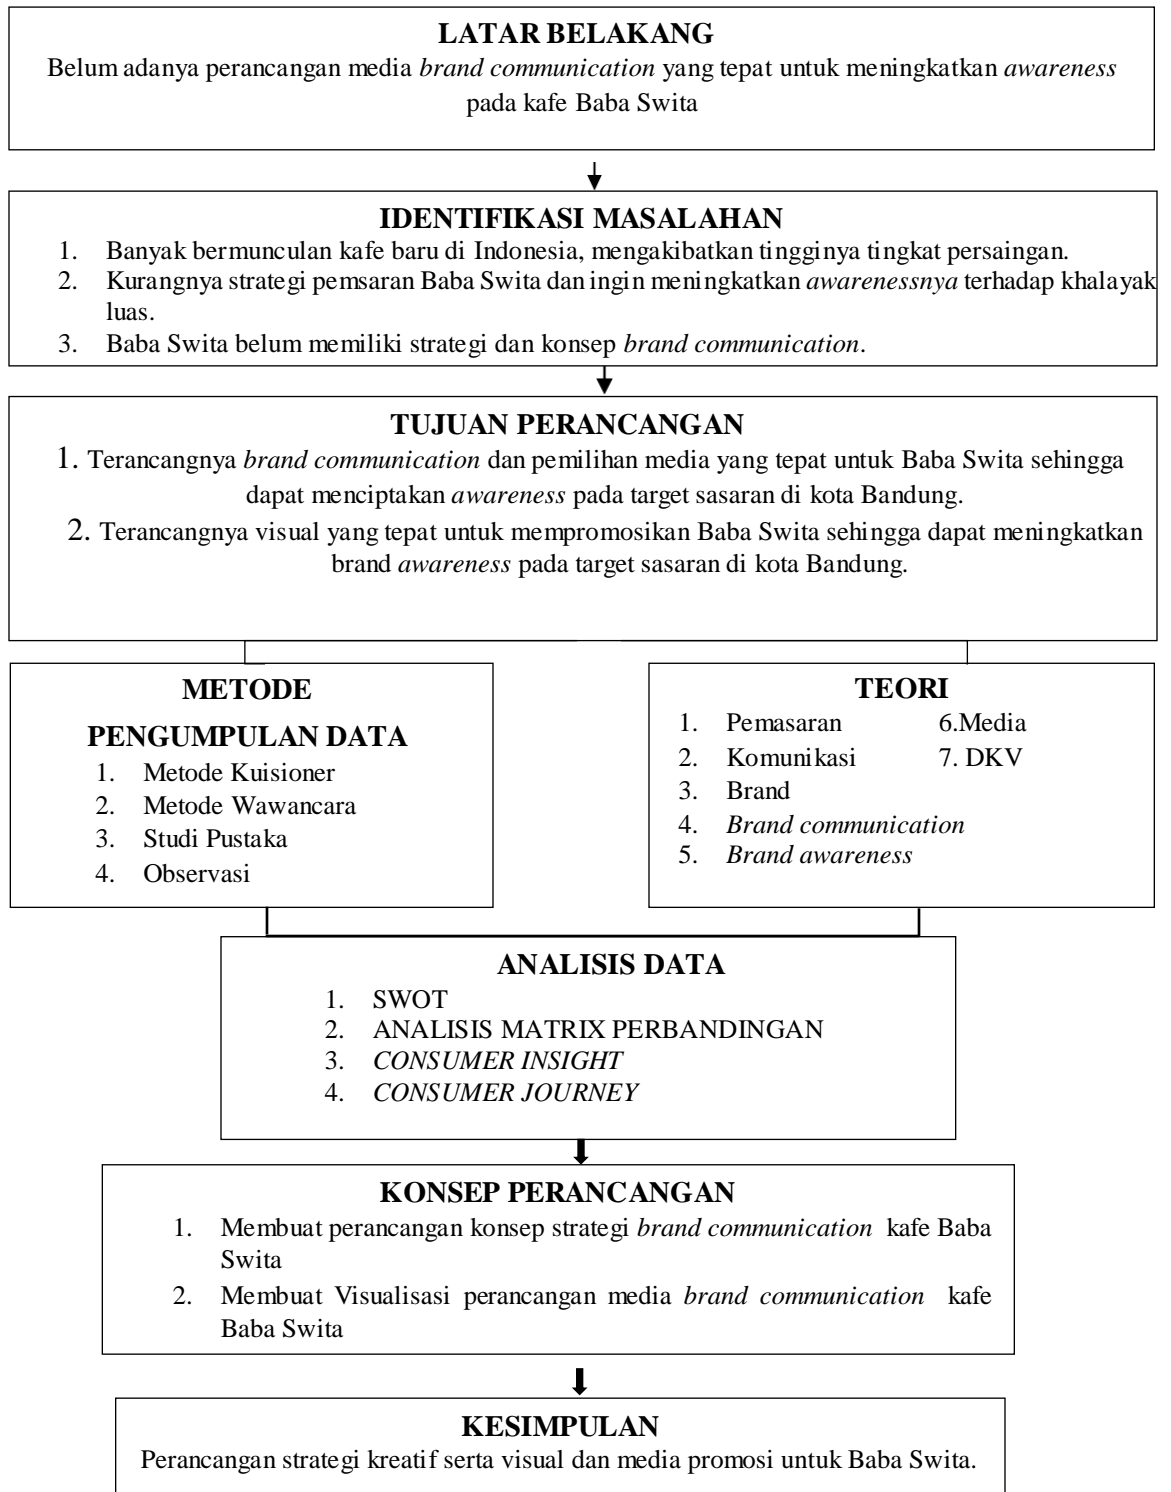 LATAR BELAKANG
Belum adanya perancangan media brand communication yang tepat untuk meningkatkan awareness
pada kafe Baba Swita
IDENTIFIKASI MASALAHAN
1. Banyak bermunculan kafe baru di Indonesia, mengakibatkan tingginya tingkat persaingan.
2. Kurangnya strategi pemsaran Baba Swita dan ingin meningkatkan awarenessnya terhadap khalayak
luas.
3. Baba Swita belum memiliki strategi dan konsep brand communication.
TUJUAN PERANCANGAN
1. Terancangnya brand communication dan pemilihan media yang tepat untuk Baba Swita sehingga
dapat menciptakan awareness pada target sasaran di kota Bandung.
2. Terancangnya visual yang tepat untuk mempromosikan Baba Swita sehingga dapat meningkatkan
brand awareness pada target sasaran di kota Bandung.
METODE
PENGUMPULAN DATA
1. Metode Kuisioner
2. Metode Wawancara
3. Studi Pustaka
4. Observasi
TEORI
1. Pemasaran 6.Media
2. Komunikasi 7. DKV
3. Brand
4. Brand communication
5. Brand awareness
ANALISIS DATA
1. SWOT
2. ANALISIS MATRIX PERBANDINGAN
3. CONSUMER INSIGHT
4. CONSUMER JOURNEY
KONSEP PERANCANGAN
1. Membuat perancangan konsep strategi brand communication kafe Baba
Swita
2. Membuat Visualisasi perancangan media brand communication kafe
Baba Swita
KESIMPULAN
Perancangan strategi kreatif serta visual dan media promosi untuk Baba Swita.